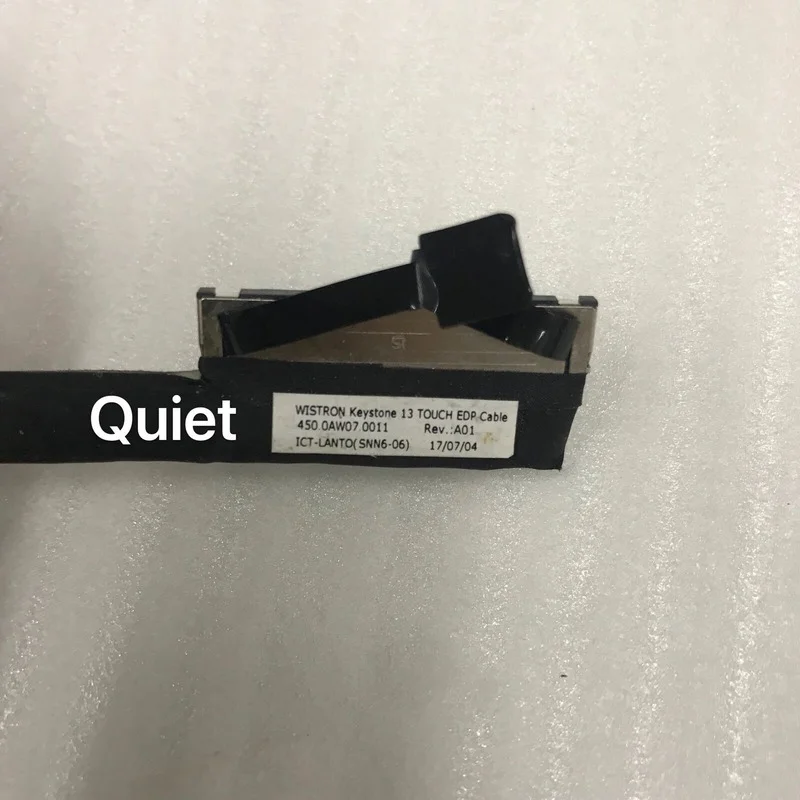 Quiet
WISTRON Keystone 13 TOUCH EDP Cable
450.0AW07.0011 Rev.:A01
ICT-LANTO(SNN6-06) 17/07/04